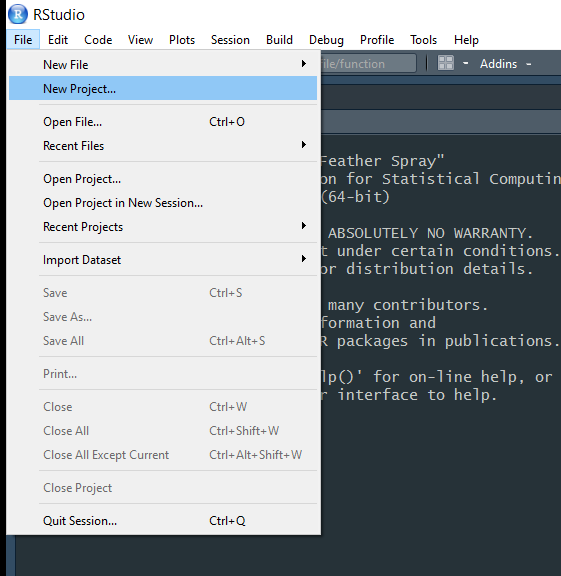 RStudio
File Edit Code View Plots Session Build Debug Profile Tools Help
New File
New Project...
Open File... Ctrl+O
Recent Files
Open Project...
Open Project in New Session...
Recent Projects
Import Dataset
Save Ctrl+S
Save As...
Save All Ctrl+Alt+S
Print...
Close Ctrl+W
Close All Ctrl+Shift+W
Close All Except Current Ctrl+Alt+Shift+W
Close Project
Quit Session... Ctrl+Q
file/function Addins
Feather Spray"
on for Statistical Computin
(64-bit)
ABSOLUTELY NO WARRANTY.
t under certain conditions.
or distribution details.
many contributors.
formation and
R packages in publications.
lp()' for on-line help, or
r interface to help.